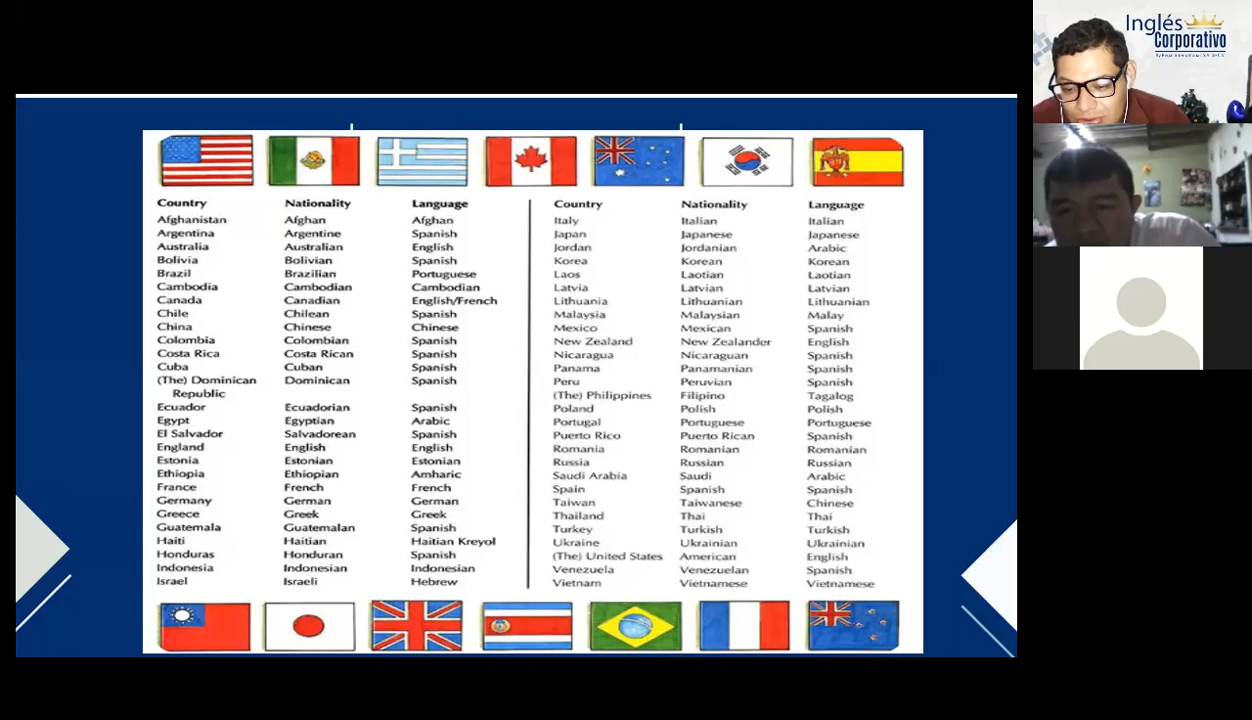 Inglés
Corporativo
Country Nationality Language
Afghanistan Afghan Afghan
Argentina Argentine Spanish
Australia Australian English
Bolivia Bolivian Spanish
Brazil Brazilian Portuguese
Cambodia Cambodian Cambodian
Canada Canadian English/French
Chile Chilean Spanish
China Chinese Chinese
Colombia Colombian Spanish
Costa Rica Costa Rican Spanish
Cuba Cuban Spanish
(The) Dominican Dominican Spanish
Republic
Ecuador Ecuadorian Spanish
Egypt Egyptian Arabic
El Salvador Salvadorean Spanish
England English English
Estonia Estonian Estonian
Ethiopia Ethiopian Amharic
France French French
Germany German German
Greece Greek Greek
Guatemala Guatemalan Spanish
Haiti Haitian Haitian Kreyol
Honduras Honduran Spanish
Indonesia Indonesian Indonesian
Israel Israeli Hebrew
Country Nationality Language
Italy Italian Italian
Japan Japanese Japanese
Jordan Jordanian Arabic
Korea Korean Korean
Laos Laotian Laotian
Latvia Latvian Latvian
Lithuania Lithuanian Lithuanian
Malaysia Malaysian Malay
Mexico Mexican Spanish
New Zealand New Zealander English
Nicaragua Nicaraguan Spanish
Panama Panamanian Spanish
Peru Peruvian Spanish
(The) Philippines Filipino Tagalog
Poland Polish Polish
Portugal Portuguese Portuguese
Puerto Rico Puerto Rican Spanish
Romania Romanian Romanian
Russia Russian Russian
Saudi Arabia Saudi Arabic
Spain Spanish Spanish
Taiwan Taiwanese Chinese
Thailand Thai Thai
Turkey Turkish Turkish
Ukraine Ukrainian Ukrainian
(The) United States American English
Venezuela Venezuelan Spanish
Vietnam Vietnamese Vietnamese